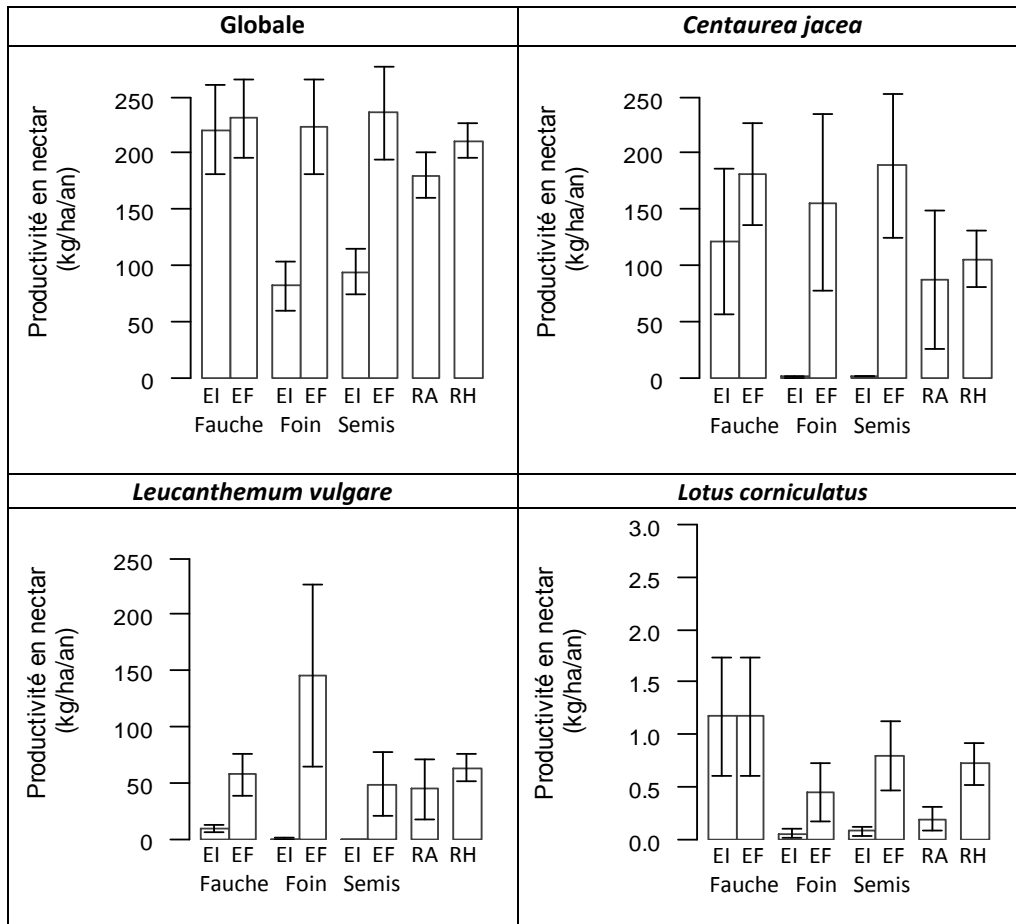 Globale
Productivité en nectar
(kg/ha/an)
250
200
150
100
50
0
EI EF EI EF EI EF RA RH
Fauche Foin Semis
Centaurea jacea
Productivité en nectar
(kg/ha/an)
250
200
150
100
50
0
EI EF EI EF EI EF RA RH
Fauche Foin Semis
Leucanthemum vulgare
Productivité en nectar
(kg/ha/an)
250
200
150
100
50
0
EI EF EI EF EI EF RA RH
Fauche Foin Semis
Lotus corniculatus
Productivité en nectar
(kg/ha/an)
3.0
2.5
2.0
1.5
1.0
0.5
0.0
EI EF EI EF EI EF RA RH
Fauche Foin Semis